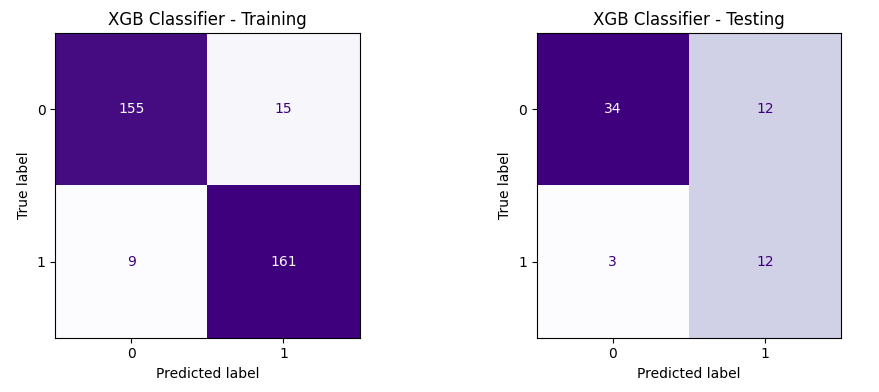 XGB Classifier - Training
0
155
15
1
9
161
0
1
True label
Predicted label
XGB Classifier - Testing
0
34
12
1
3
12
0
1
True label
Predicted label